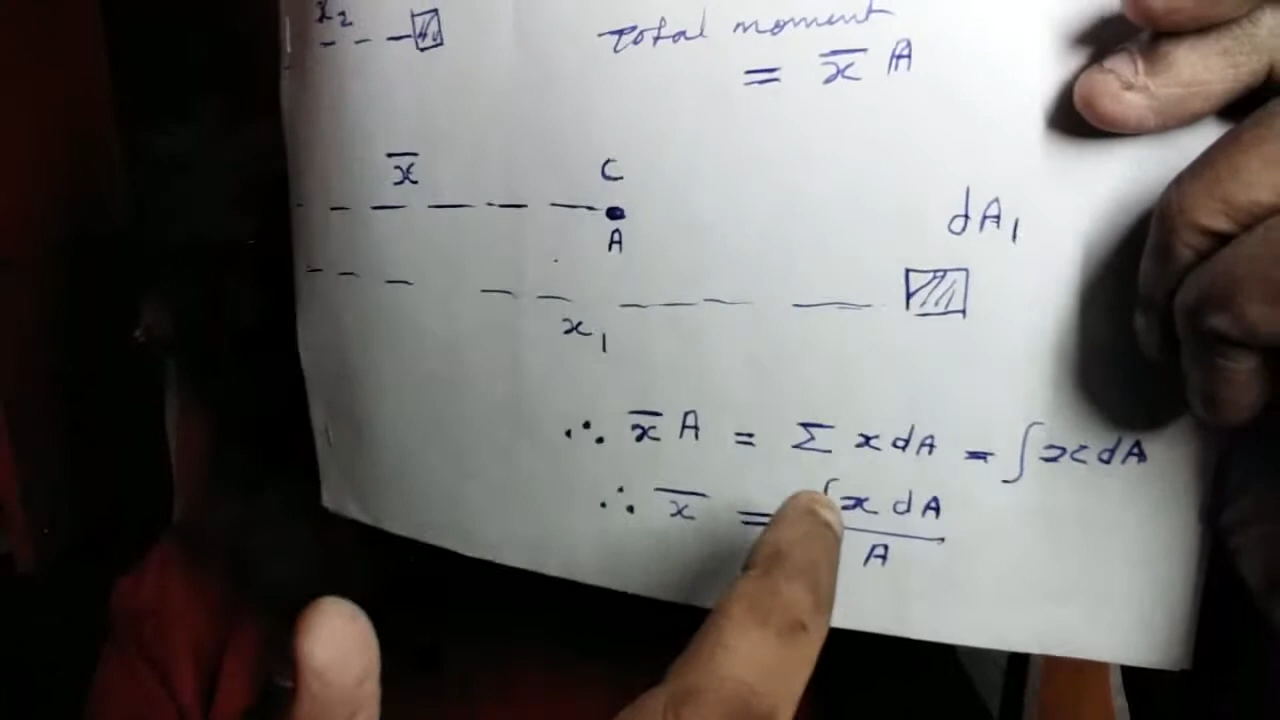 x₂
Total moment
= x̄ A
x̄
C
A
dA₁
x₁
∴ x̄ A = Σ x dA = ∫ x dA
∴ x̄ = ∫ x dA / A